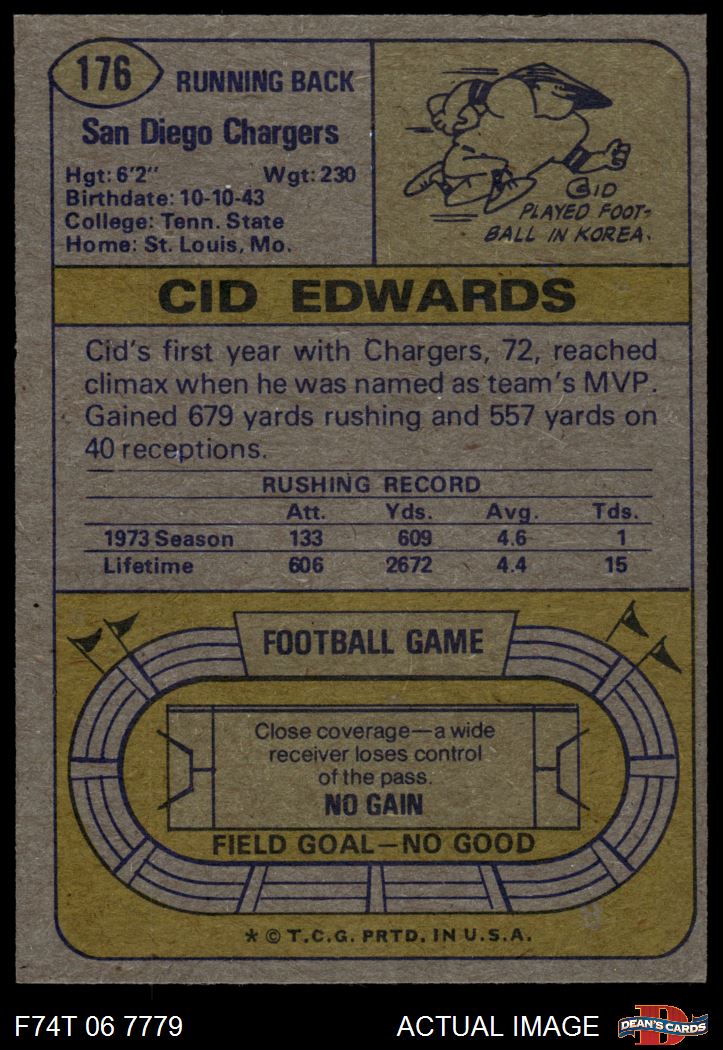 176
RUNNING BACK
San Diego Chargers
Hgt: 6'2" Wgt: 230
Birthdate: 10-10-43
College: Tenn. State
Home: St. Louis, Mo.
CID
PLAYED FOOT-
BALL IN KOREA.
CID EDWARDS
Cid's first year with Chargers, 72, reached
climax when he was named as team's MVP.
Gained 679 yards rushing and 557 yards on
40 receptions.
RUSHING RECORD
Att. Yds. Avg. Tds.
1973 Season 133 609 4.6 1
Lifetime 606 2672 4.4 15
FOOTBALL GAME
Close coverage—a wide
receiver loses control
of the pass.
NO GAIN
FIELD GOAL—NO GOOD
* © T.C.G. PRTD. IN U.S.A.
F74T 06 7779 ACTUAL IMAGE
D
DEAN'S CARDS